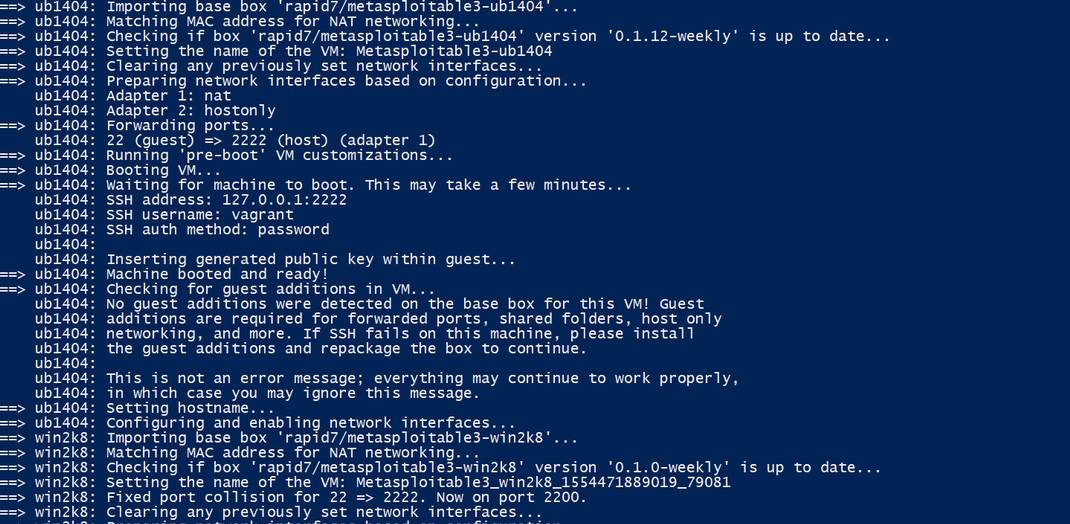 ==> ub1404: Importing base box 'rapid7/metasploitable3-ub1404'...
==> ub1404: Matching MAC address for NAT networking...
==> ub1404: Checking if box 'rapid7/metasploitable3-ub1404' version '0.1.12-weekly' is up to date...
==> ub1404: Setting the name of the VM: Metasploitable3-ub1404
==> ub1404: Clearing any previously set network interfaces...
==> ub1404: Preparing network interfaces based on configuration...
    ub1404: Adapter 1: nat
    ub1404: Adapter 2: hostonly
==> ub1404: Forwarding ports...
    ub1404: 22 (guest) => 2222 (host) (adapter 1)
==> ub1404: Running 'pre-boot' VM customizations...
==> ub1404: Booting VM...
==> ub1404: Waiting for machine to boot. This may take a few minutes...
    ub1404: SSH address: 127.0.0.1:2222
    ub1404: SSH username: vagrant
    ub1404: SSH auth method: password
    ub1404:
    ub1404: Inserting generated public key within guest...
==> ub1404: Machine booted and ready!
==> ub1404: Checking for guest additions in VM...
    ub1404: No guest additions were detected on the base box for this VM! Guest
    ub1404: additions are required for forwarded ports, shared folders, host only
    ub1404: networking, and more. If SSH fails on this machine, please install
    ub1404: the guest additions and repackage the box to continue.
    ub1404:
    ub1404: This is not an error message; everything may continue to work properly,
    ub1404: in which case you may ignore this message.
==> ub1404: Setting hostname...
==> ub1404: Configuring and enabling network interfaces...
==> win2k8: Importing base box 'rapid7/metasploitable3-win2k8'...
==> win2k8: Matching MAC address for NAT networking...
==> win2k8: Checking if box 'rapid7/metasploitable3-win2k8' version '0.1.0-weekly' is up to date...
==> win2k8: Setting the name of the VM: Metasploitable3_win2k8_1554471889019_79081
==> win2k8: Fixed port collision for 22 => 2222. Now on port 2200.
==> win2k8: Clearing any previously set network interfaces...
==> win2k8: Preparing network interfaces based on configuration